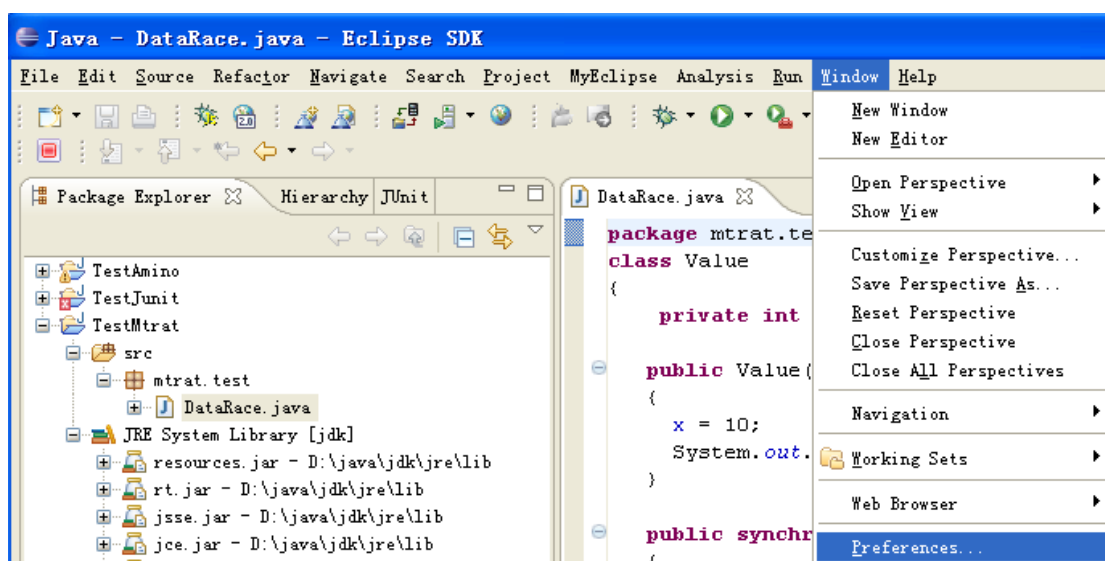 Java - DataRace.java - Eclipse SDK
File Edit Source Refactor Navigate Search Project MyEclipse Analysis Run Window Help
2.0
Package Explorer Hierarchy JUnit
TestAmino
TestJunit
TestMtrat
src
mtrat.test
DataRace.java
JRE System Library [jdk]
resources.jar - D:\java\jdk\jre\lib
rt.jar - D:\java\jdk\jre\lib
jsse.jar - D:\java\jdk\jre\lib
jce.jar - D:\java\jdk\jre\lib
DataRace.java
package mtrat.te
class Value
{
private int
public Value(
{
x = 10;
System.out.
}
public synchr
{
New Window
New Editor
Open Perspective
Show View
Customize Perspective...
Save Perspective As...
Reset Perspective
Close Perspective
Close All Perspectives
Navigation
Working Sets
Web Browser
Preferences...